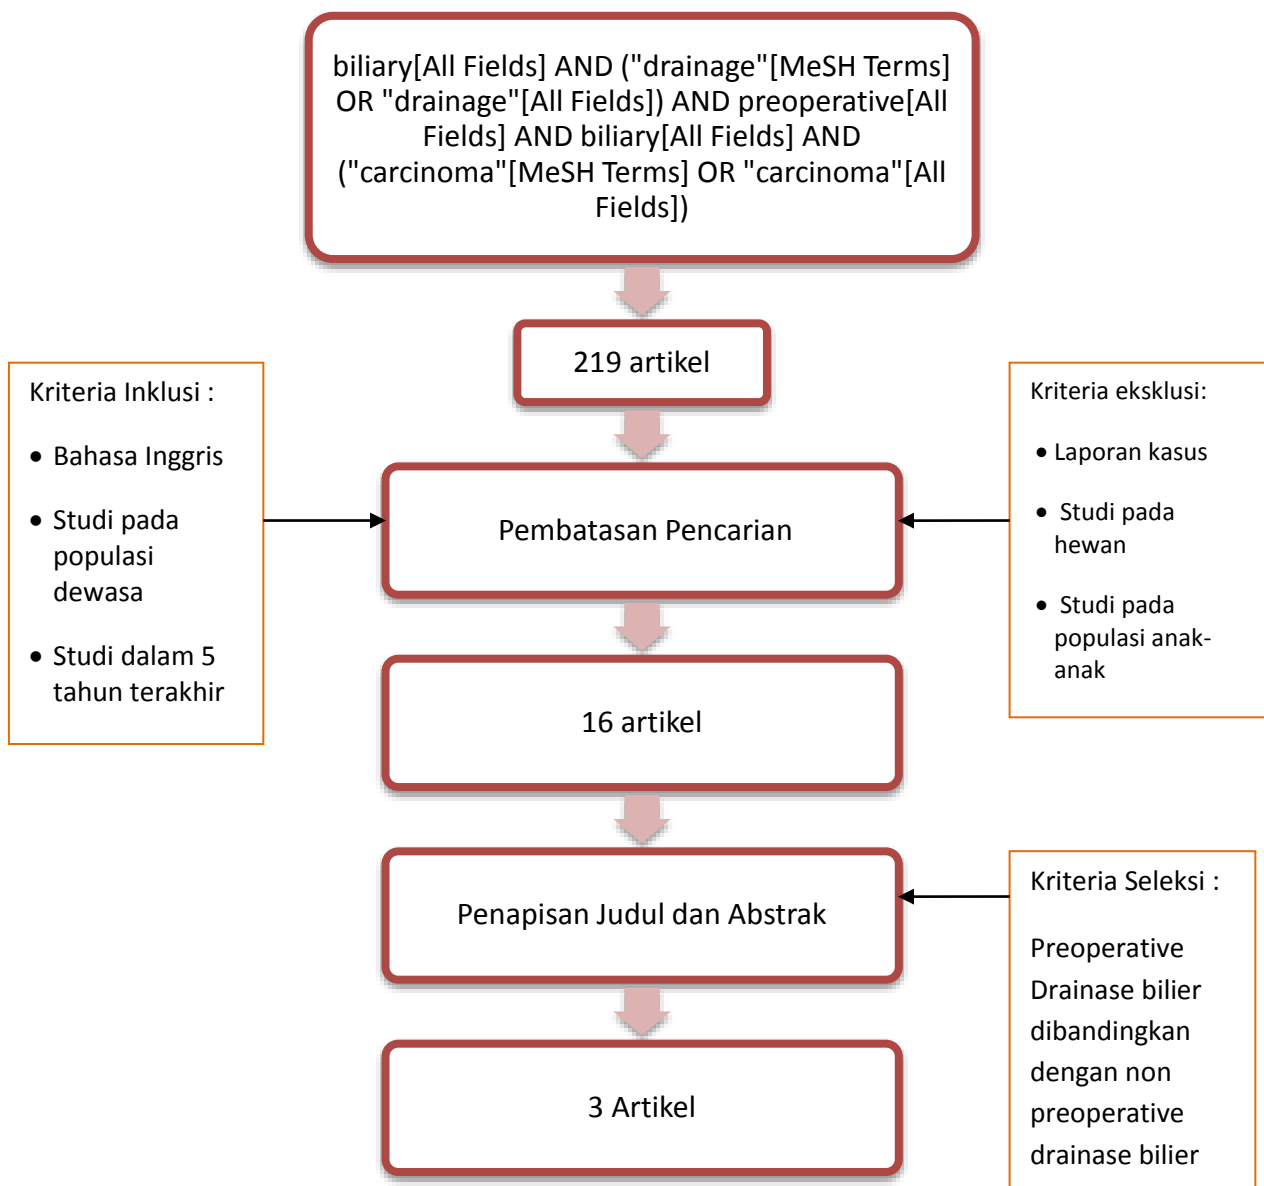 biliary[All Fields] AND ("drainage"[MeSH Terms]
OR "drainage"[All Fields]) AND preoperative[All
Fields] AND biliary[All Fields] AND
("carcinoma"[MeSH Terms] OR "carcinoma"[All
Fields])
219 artikel
Kriteria Inklusi :
• Bahasa Inggris
• Studi pada
populasi
dewasa
• Studi dalam 5
tahun terakhir
Pembatasan Pencarian
Kriteria eksklusi:
• Laporan kasus
• Studi pada
hewan
• Studi pada
populasi anak-
anak
16 artikel
Penapisan Judul dan Abstrak
Kriteria Seleksi :
Preoperative
Drainase bilier
dibandingkan
dengan non
preoperative
drainase bilier
3 Artikel